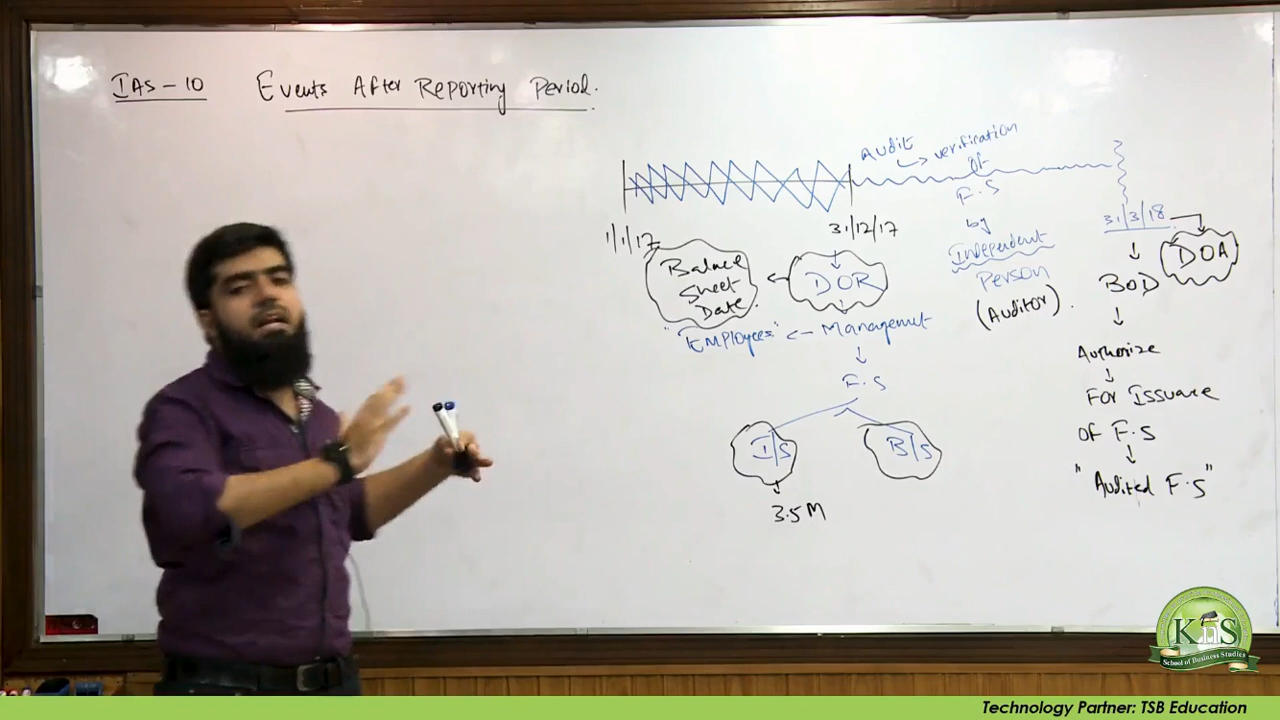 IAS-10 Events After Reporting Period.
Audit
verification
of
F.S
by
Independent
Person
(Auditor).
1/1/17
31/12/17
31/3/18
Balance
Sheet
Date
DOR
DOA
BOD
"Employees" Management
Authorize
F.S
For Issuance
of F.S
I/S
B/S
"Audited F.S"
3.5M
KnS
School of Business Studies
Technology Partner: TSB Education